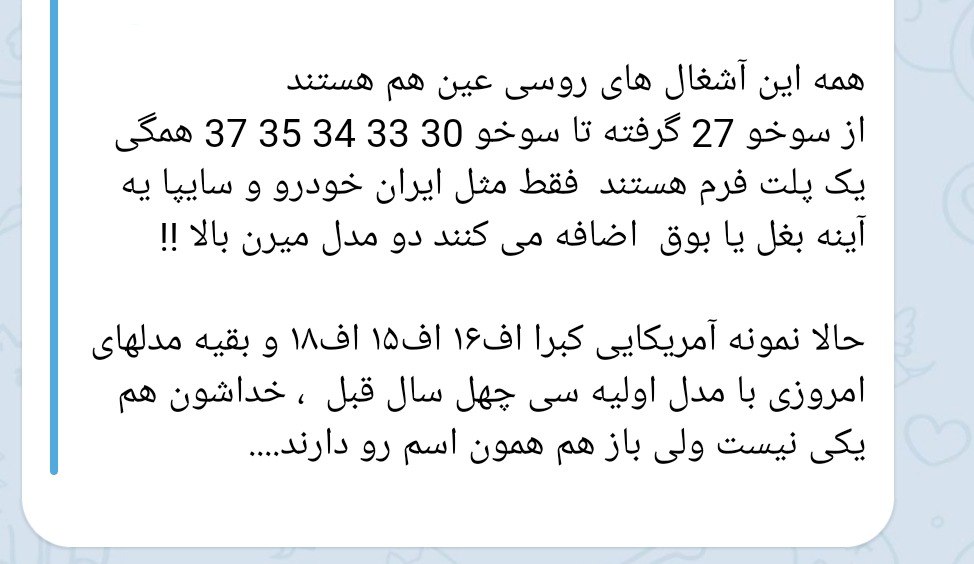 همه این آشغال های روسی عین هم هستند
از سوخو 27 گرفته تا سوخو 30 33 34 35 37 همگی
یک پلت فرم هستند  فقط مثل ایران خودرو و سایپا یه
آینه بغل یا بوق  اضافه می کنند دو مدل میرن بالا !!
حالا نمونه آمریکایی کبرا اف۱۶ اف۱۵ اف۱۸ و بقیه مدلهای
امروزی با مدل اولیه سی چهل سال قبل ، خداشون هم
یکی نیست ولی باز هم همون اسم رو دارند....